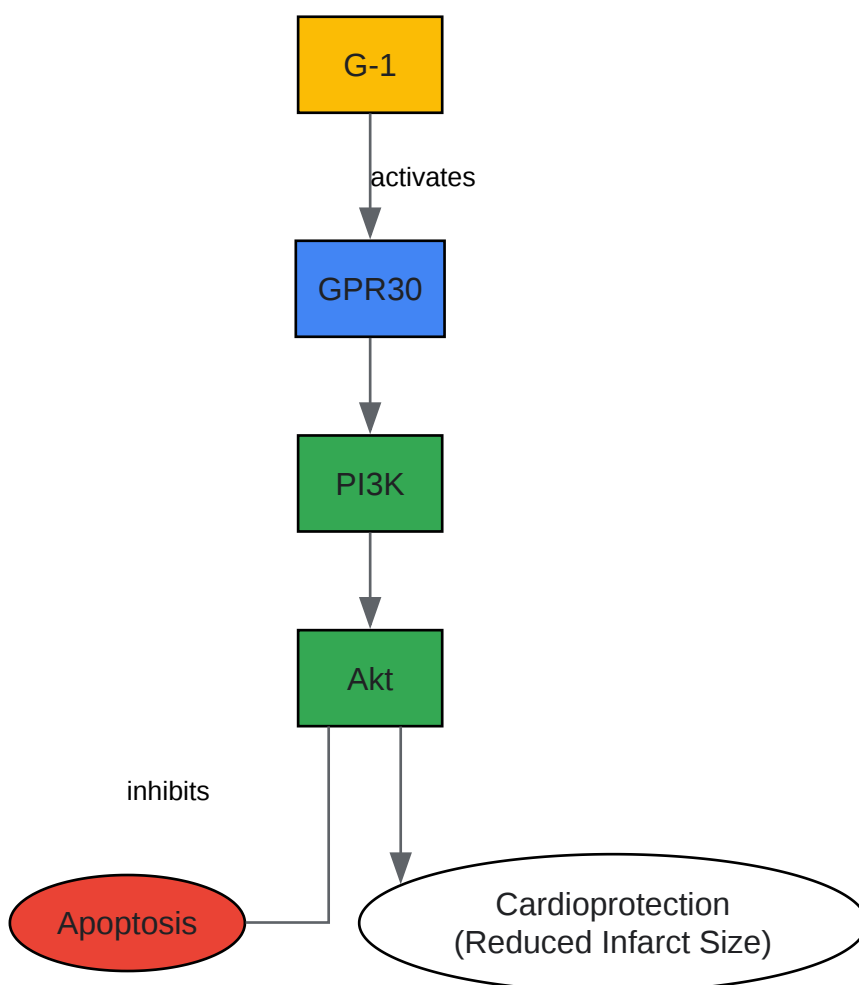 G-1
activates
GPR30
PI3K
Akt
inhibits
Apoptosis
Cardioprotection
(Reduced Infarct Size)